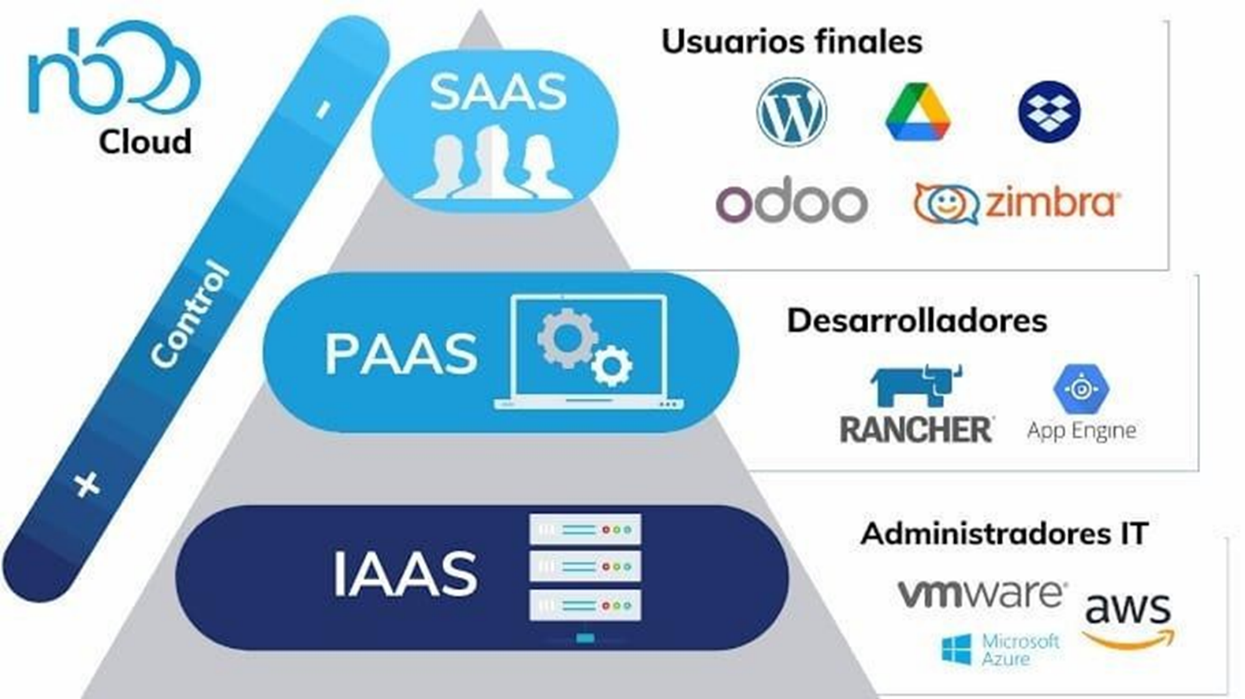 nb
Cloud
-
Control
+
SAAS
Usuarios finales
odoo
zimbra
PAAS
Desarrolladores
RANCHER
App Engine
IAAS
Administradores IT
vmware
aws
Microsoft
Azure